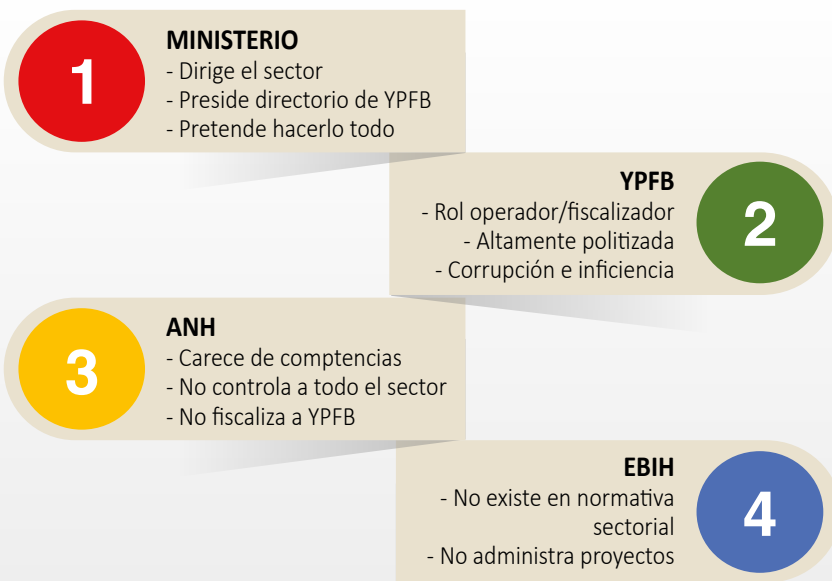 1
MINISTERIO
- Dirige el sector
- Preside directorio de YPFB
- Pretende hacerlo todo
YPFB
- Rol operador/fiscalizador
- Altamente politizada
- Corrupción e inficiencia
2
3
ANH
- Carece de comptencias
- No controla a todo el sector
- No fiscaliza a YPFB
EBIH
- No existe en normativa
sectorial
- No administra proyectos
4